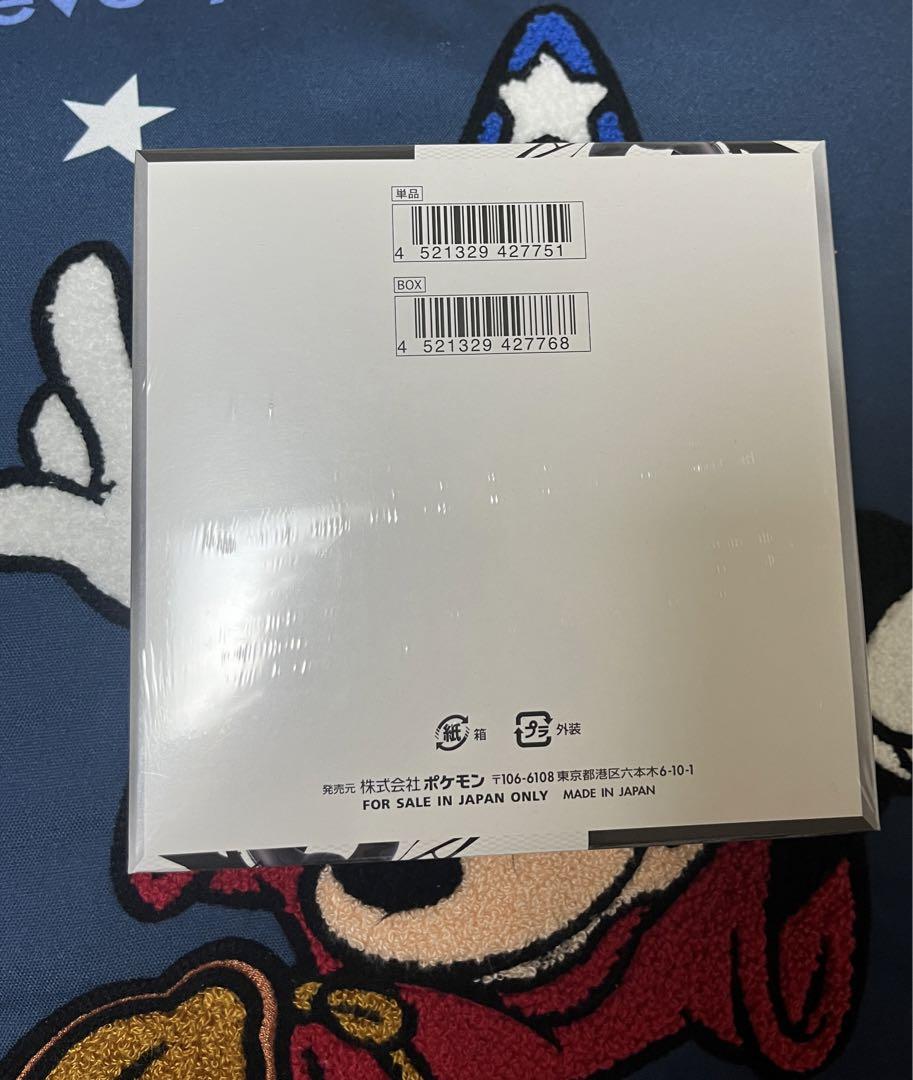 単品
4 521329 427751
BOX
4 521329 427768
紙 箱 プラ 外装
発売元 株式会社ポケモン 〒106-6108 東京都港区六本木6-10-1
FOR SALE IN JAPAN ONLY MADE IN JAPAN